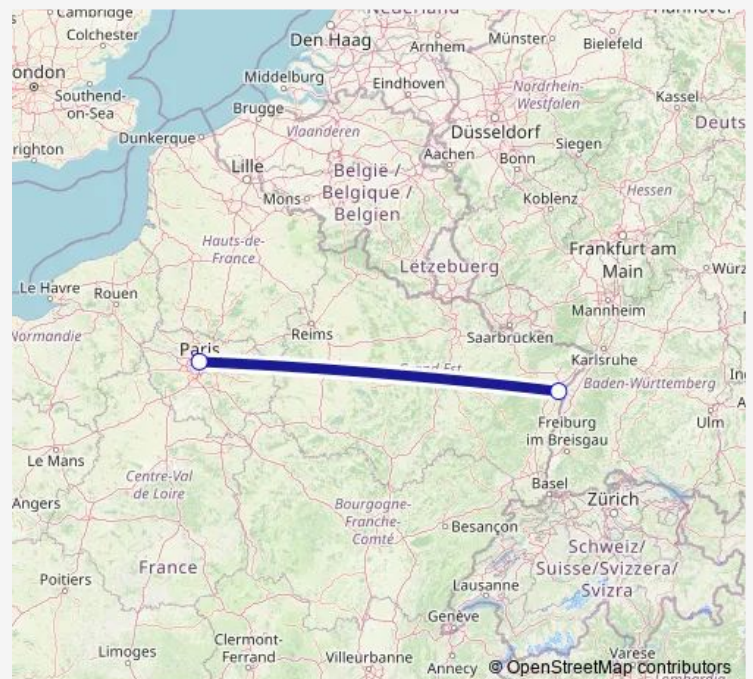 Cambridge
Colchester
ondon
Southend-
on-Sea
righton
Den Haag
Arnhem
Münster
Bielefeld
Middelburg
Eindhoven
Nordrhein-
Westfalen
Kassel
Brugge
Vlaanderen
Düsseldorf
Deuts
Dunkerque
Lille
Aachen
Siegen
Bonn
België /
Belgique /
Belgien
Mons
Koblenz
Hessen
Hauts-de-
France
Frankfurt am
Main
Lëtzebuerg
Würz
Le Havre
Rouen
Mannheim
Normandie
Reims
Saarbrücken
Paris
Karlsruhe
Baden-Württemberg
Ulm
Freiburg
im Breisgau
Le Mans
Centre-Val
de Loire
Basel
Zürich
Angers
Bourgogne-
Franche-
Comté
Besançon
Schweiz/
Suisse/Svizzera/
Svizra
France
Poitiers
Lausanne
Genève
Limoges
Clermont-
Ferrand
Villeurbanne
Annecy
Varese
© OpenStreetMap contributors